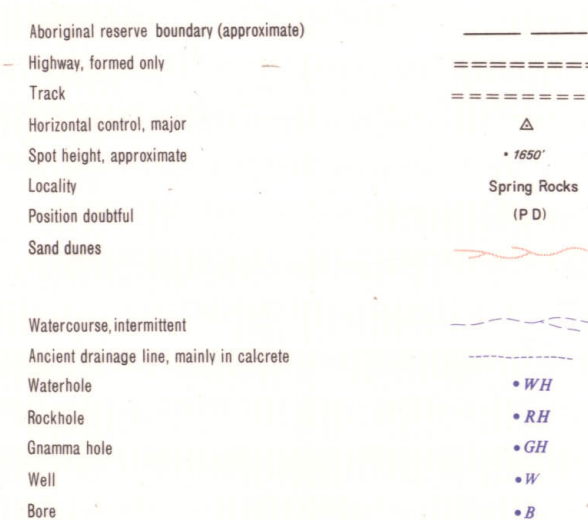 Aboriginal reserve boundary (approximate)
Highway, formed only
Track
Horizontal control, major
Spot height, approximate • 1650'
Locality Spring Rocks
Position doubtful (P D)
Sand dunes
Watercourse, intermittent
Ancient drainage line, mainly in calcrete
Waterhole • WH
Rockhole • RH
Gnamma hole • GH
Well • W
Bore • B